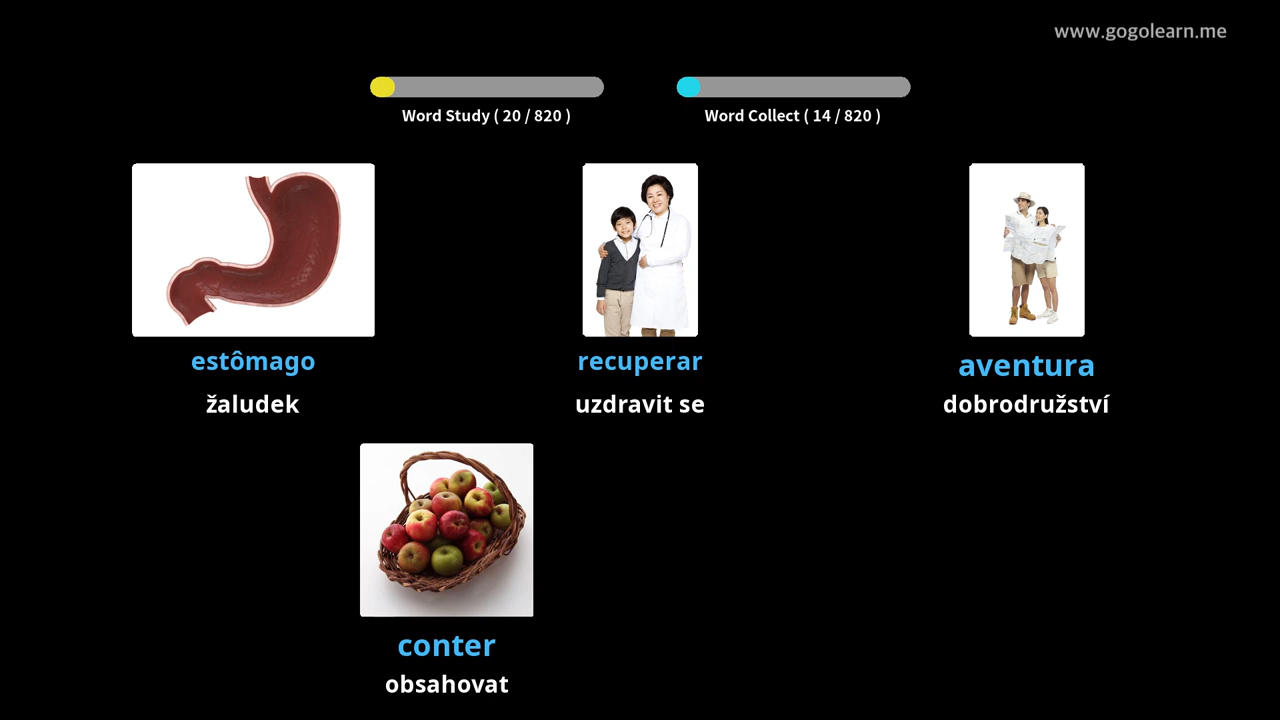 www.gogolearn.me
Word Study ( 20 / 820 )
Word Collect ( 14 / 820 )
estômago
žaludek
recuperar
uzdravit se
aventura
dobrodružství
conter
obsahovat